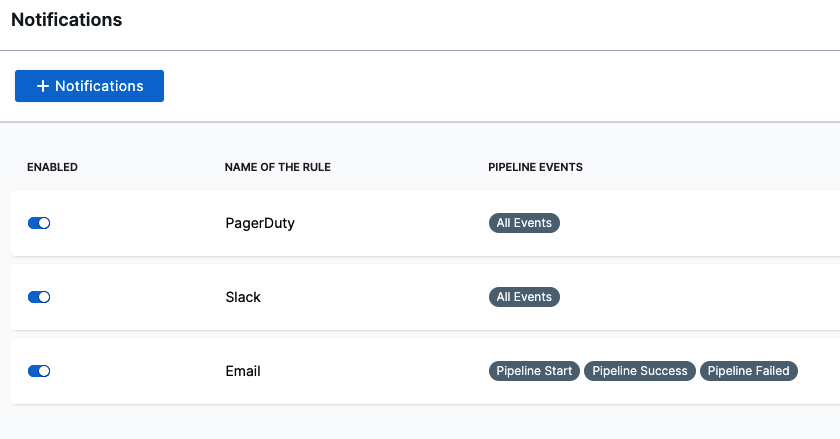 Notifications
+ Notifications
ENABLED NAME OF THE RULE PIPELINE EVENTS
PagerDuty All Events
Slack All Events
Email Pipeline Start Pipeline Success Pipeline Failed